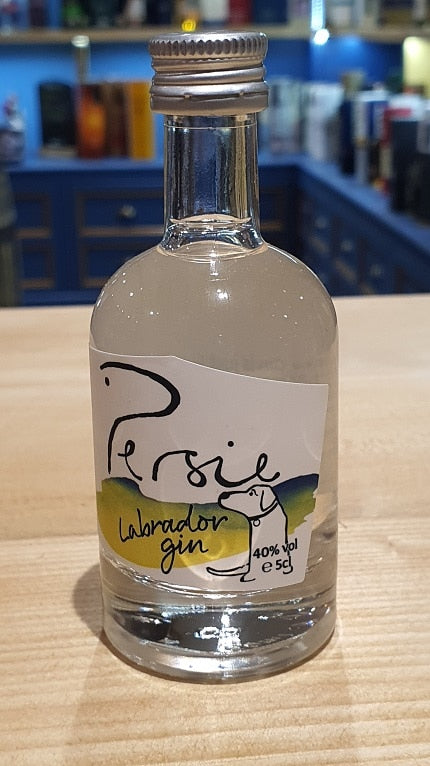 Persie
Labrador
gin
40% vol
℮ 5cl